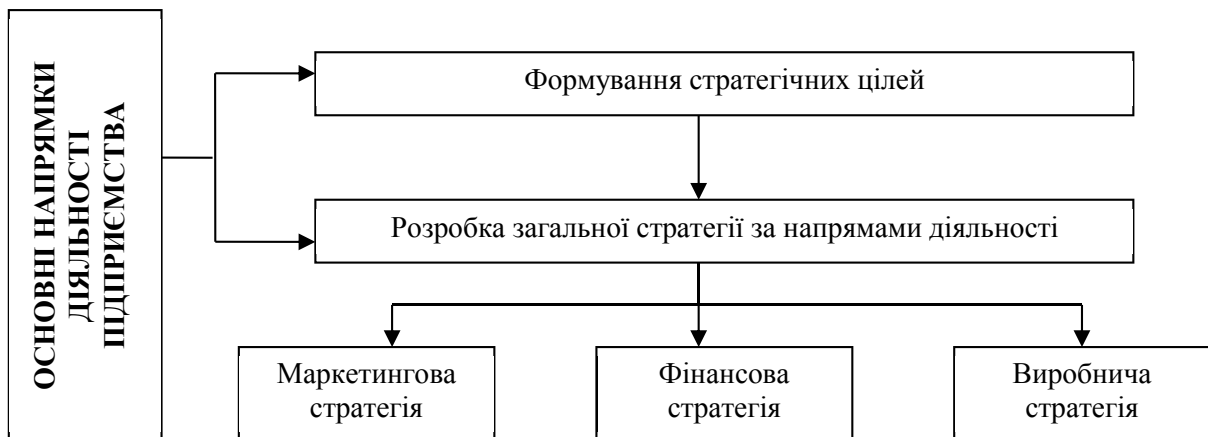 ОСНОВНІ НАПРЯМКИ
ДІЯЛЬНОСТІ
ПІДПРИЄМСТВА
Формування стратегічних цілей
Розробка загальної стратегії за напрямами діяльності
Маркетингова
стратегія
Фінансова
стратегія
Виробнича
стратегія